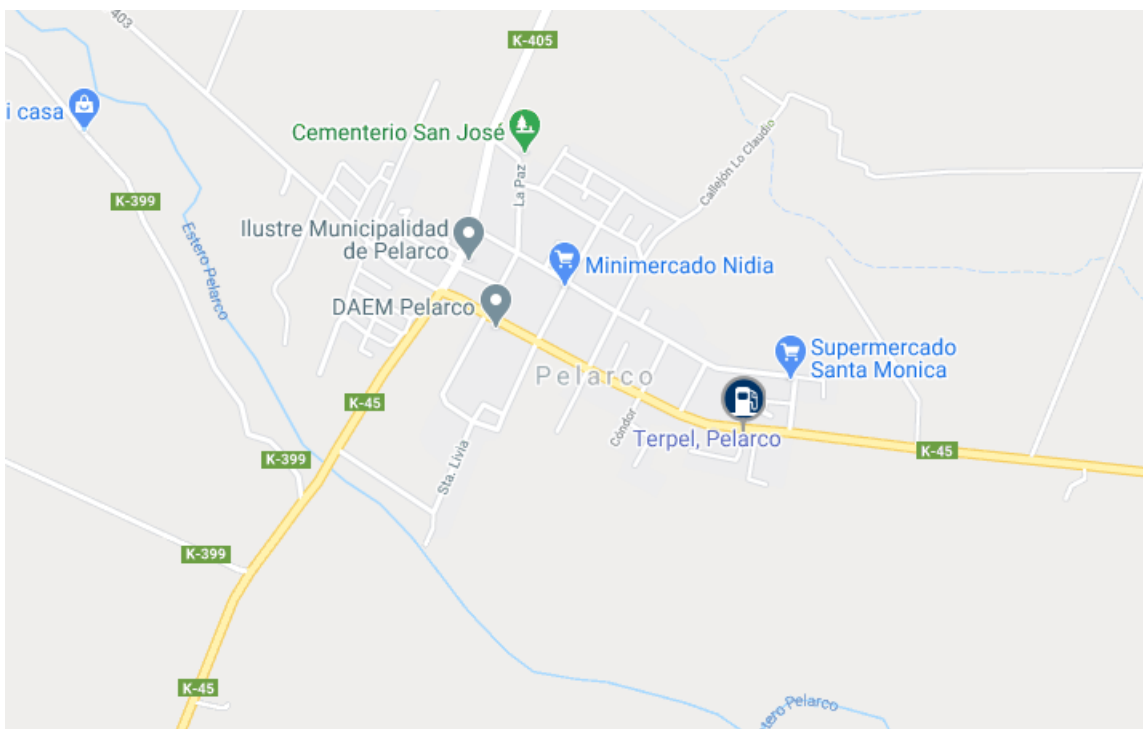 403
K-405
i casa
Cementerio San José
Callejón Lo Claudio
La Paz
K-399
Ilustre Municipalidad
de Pelarco
Estero Pelarco
Minimercado Nidia
DAEM Pelarco
Supermercado
Santa Monica
Pelarco
K-45
Cóndor
Terpel, Pelarco
K-45
K-399
Sta. Livia
K-399
K-45
stero Pelarco